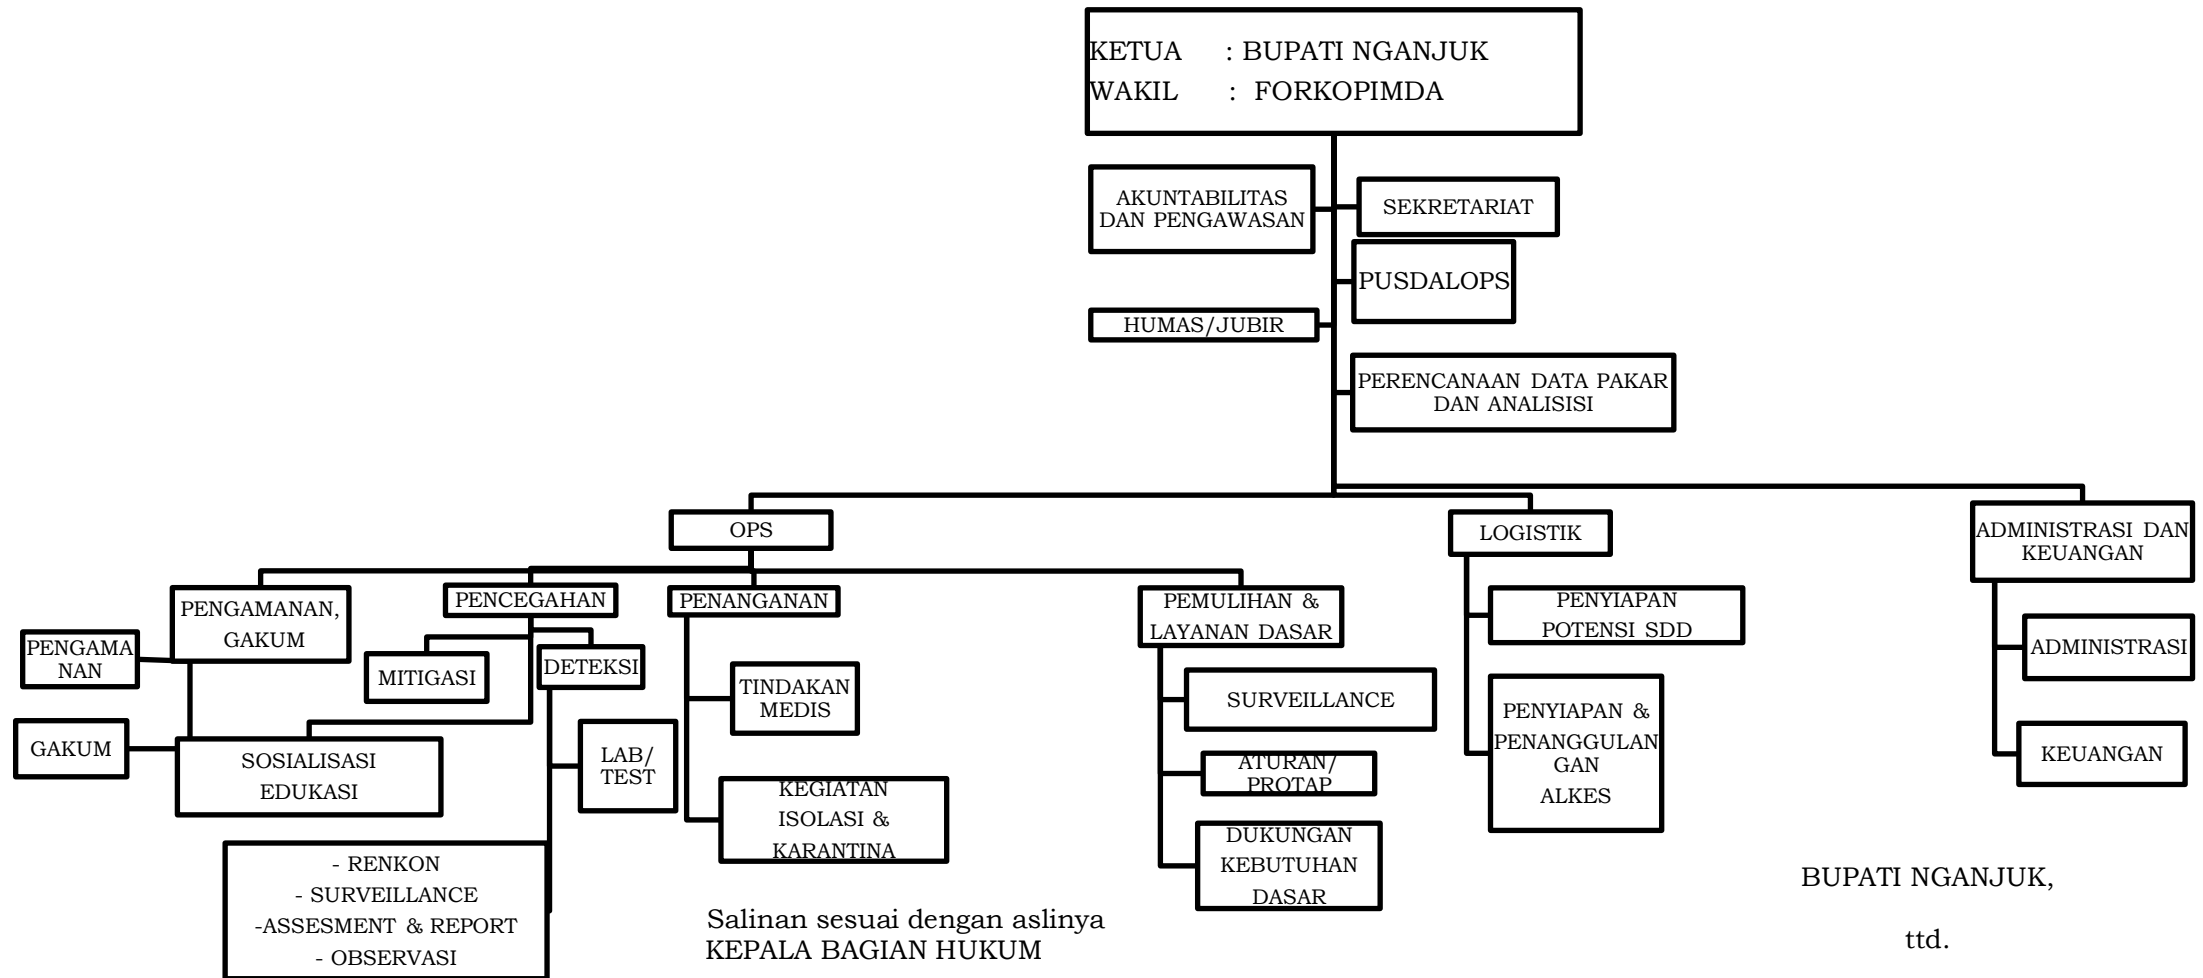 KETUA : BUPATI NGANJUK
WAKIL : FORKOPIMDA
AKUNTABILITAS
DAN PENGAWASAN
SEKRETARIAT
PUSDALOPS
HUMAS/JUBIR
PERENCANAAN DATA PAKAR
DAN ANALISISI
OPS
LOGISTIK
ADMINISTRASI DAN
KEUANGAN
PENGAMANAN,
GAKUM
PENCEGAHAN
PENANGANAN
PEMULIHAN &
LAYANAN DASAR
PENYIAPAN
POTENSI SDD
ADMINISTRASI
PENGAMA
NAN
MITIGASI
DETEKSI
TINDAKAN
MEDIS
SURVEILLANCE
PENYIAPAN &
PENANGGULAN
GAN
ALKES
GAKUM
SOSIALISASI
EDUKASI
LAB/
TEST
ATURAN/
PROTAP
KEUANGAN
KEGIATAN
ISOLASI &
KARANTINA
DUKUNGAN
KEBUTUHAN
DASAR
- RENKON
- SURVEILLANCE
-ASSESMENT & REPORT
- OBSERVASI
Salinan sesuai dengan aslinya
KEPALA BAGIAN HUKUM
BUPATI NGANJUK,
ttd.